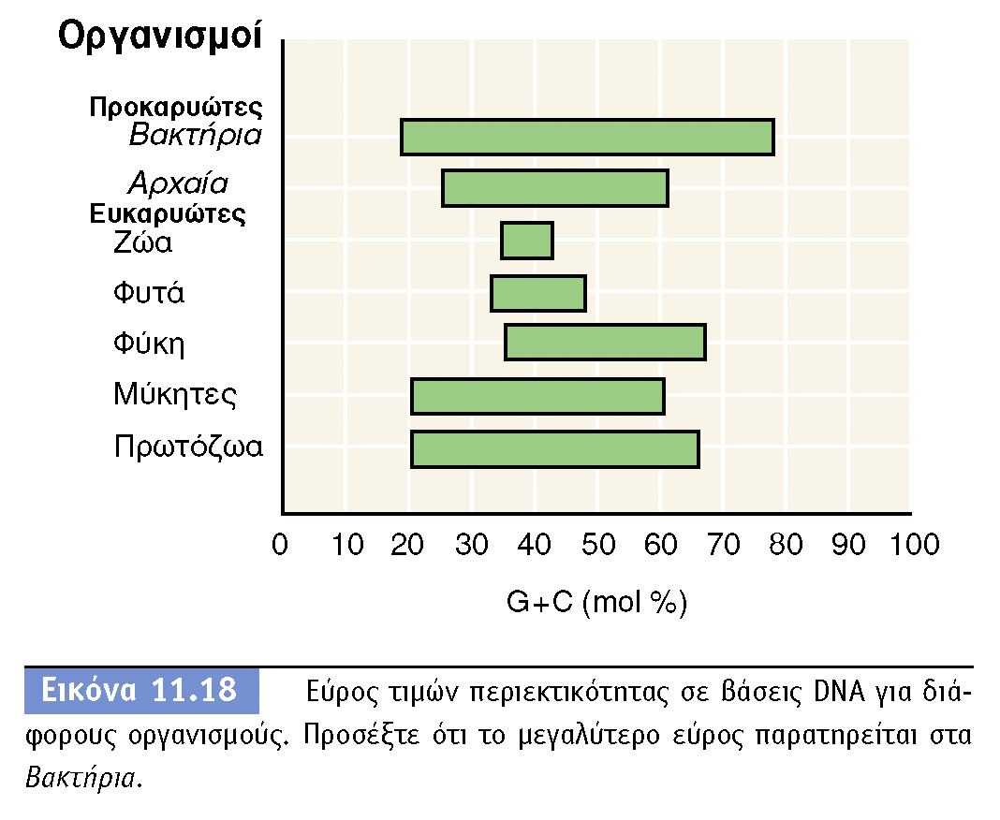 Οργανισμοί
Προκαρυώτες
Βακτήρια
Αρχαία
Ευκαρυώτες
Ζώα
Φυτά
Φύκη
Μύκητες
Πρωτόζωα
0 10 20 30 40 50 60 70 80 90 100
G+C (mol %)
Εικόνα 11.18 Εύρος τιμών περιεκτικότητας σε βάσεις DNA για διά-
φορους οργανισμούς. Προσέξτε ότι το μεγαλύτερο εύρος παρατηρείται στα
Βακτήρια.